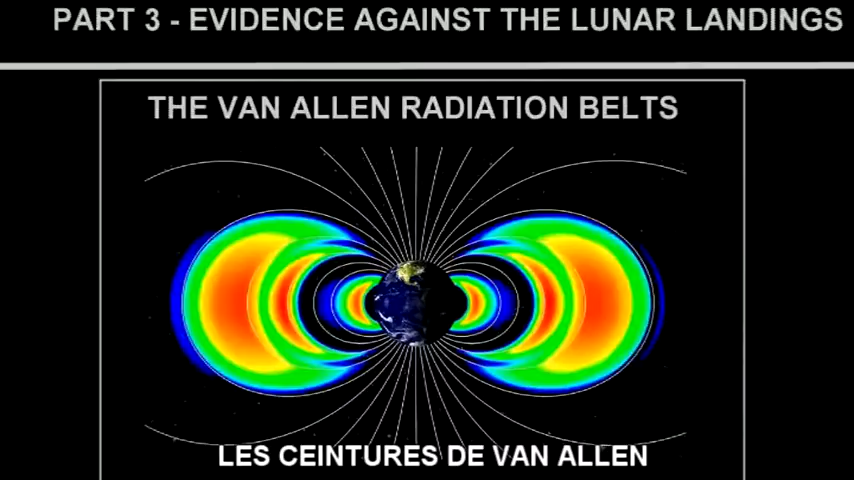 PART 3 - EVIDENCE AGAINST THE LUNAR LANDINGS
THE VAN ALLEN RADIATION BELTS
LES CEINTURES DE VAN ALLEN